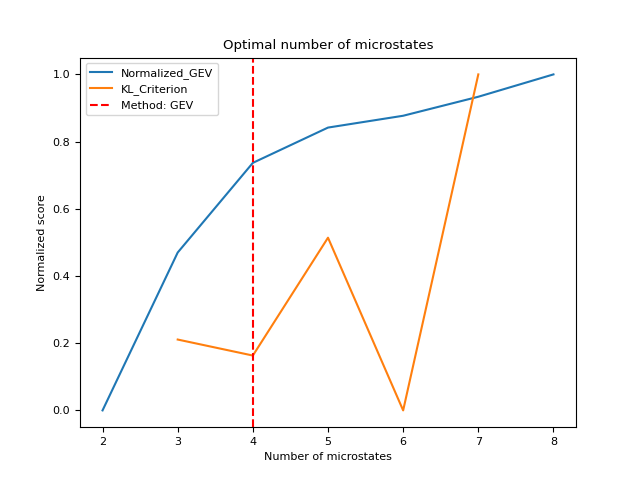 Optimal number of microstates
Normalized_GEV
KL_Criterion
Method: GEV
1.0
0.8
0.6
0.4
0.2
0.0
Normalized score
2 3 4 5 6 7 8
Number of microstates